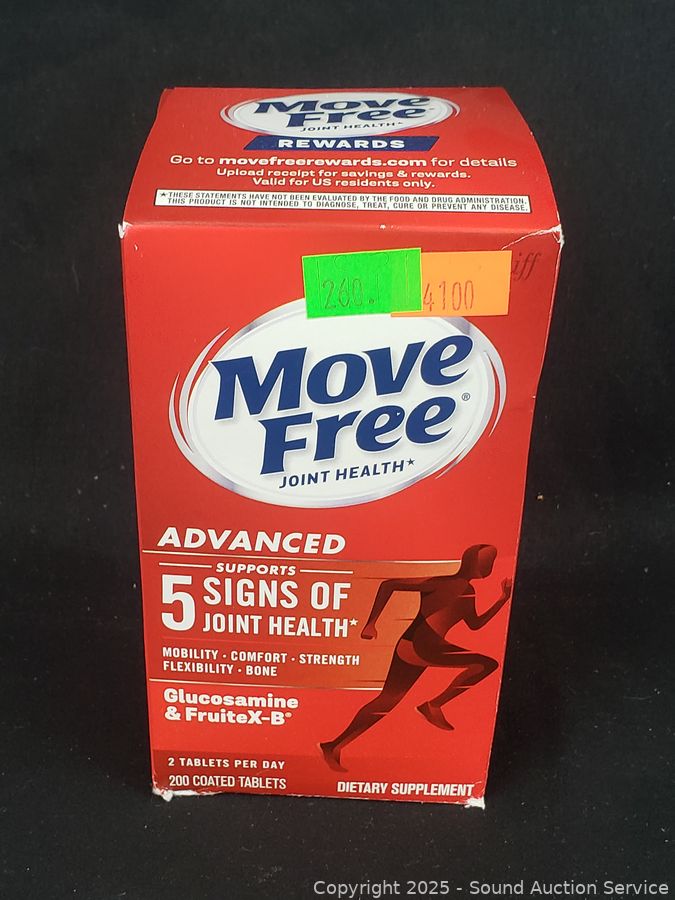 Move
Free
JOINT HEALTH★
REWARDS
Go to movefreerewards.com for details
Upload receipt for savings & rewards.
Valid for US residents only.
★THESE STATEMENTS HAVE NOT BEEN EVALUATED BY THE FOOD AND DRUG ADMINISTRATION.
THIS PRODUCT IS NOT INTENDED TO DIAGNOSE, TREAT, CURE OR PREVENT ANY DISEASE.
iff
260.
4100
Move
Free®
JOINT HEALTH★
ADVANCED
SUPPORTS
5 SIGNS OF
JOINT HEALTH★
MOBILITY · COMFORT · STRENGTH
FLEXIBILITY · BONE
Glucosamine
& FruiteX-B®
2 TABLETS PER DAY
200 COATED TABLETS
DIETARY SUPPLEMENT
Copyright 2025 - Sound Auction Service